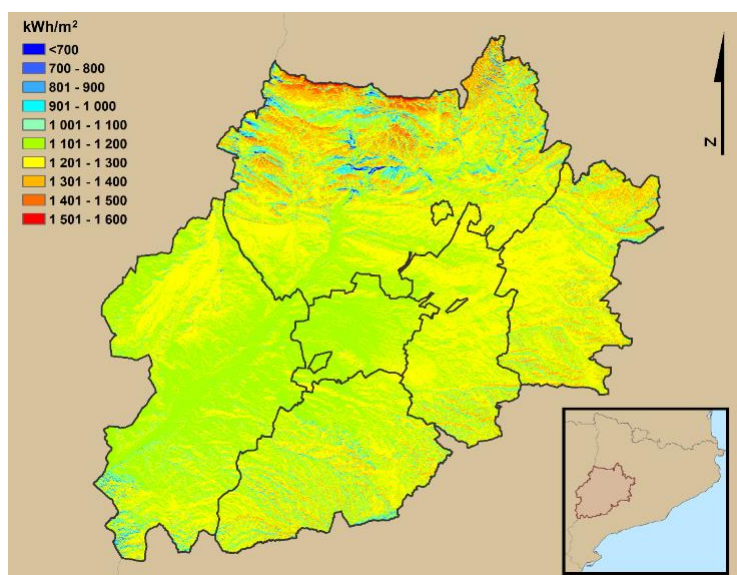 kWh/m²
<700
700 - 800
801 - 900
901 - 1 000
1 001 - 1 100
1 101 - 1 200
1 201 - 1 300
1 301 - 1 400
1 401 - 1 500
1 501 - 1 600
N